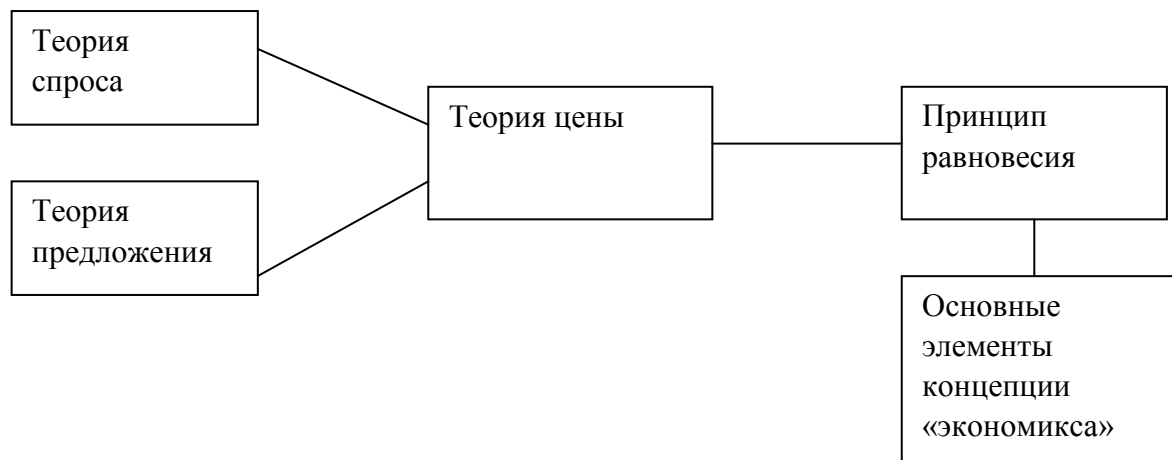 Теория
спроса
Теория
предложения
Теория цены
Принцип
равновесия
Основные
элементы
концепции
«экономикса»